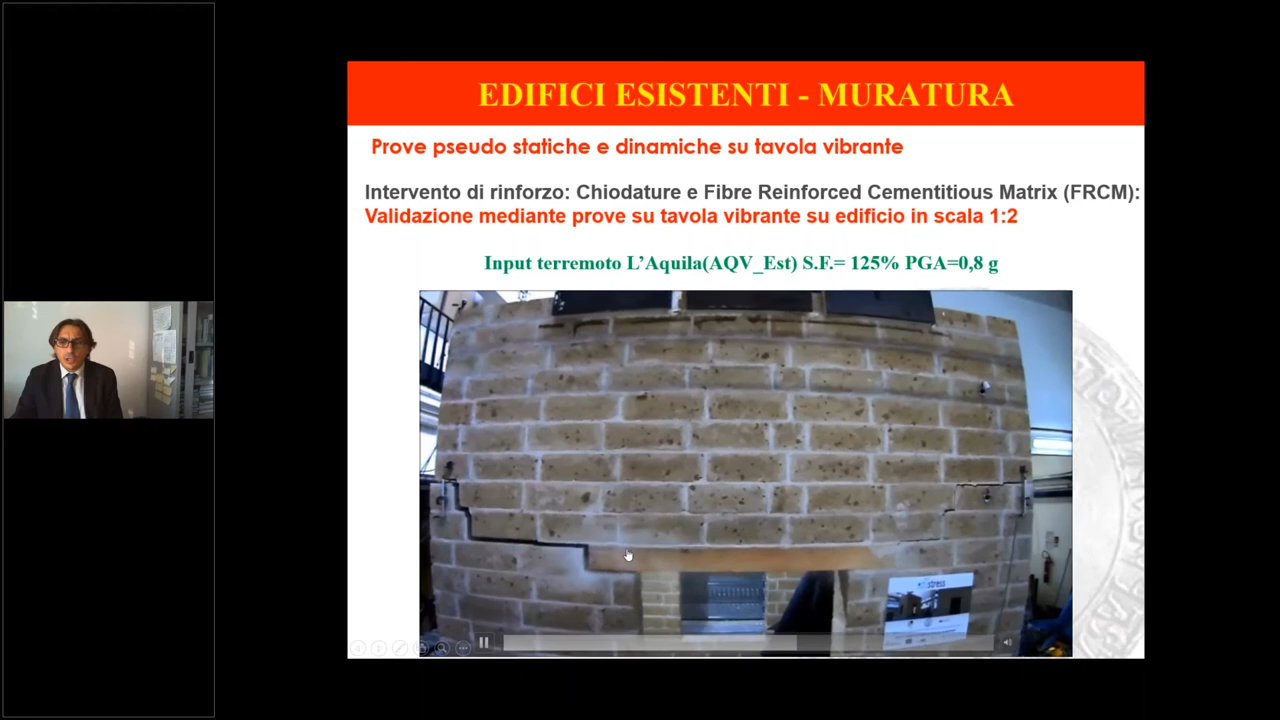 EDIFICI ESISTENTI - MURATURA
Prove pseudo statiche e dinamiche su tavola vibrante
Intervento di rinforzo: Chiodature e Fibre Reinforced Cementitious Matrix (FRCM):
Validazione mediante prove su tavola vibrante su edificio in scala 1:2
Input terremoto L'Aquila(AQV_Est) S.F.= 125% PGA=0,8 g
stress